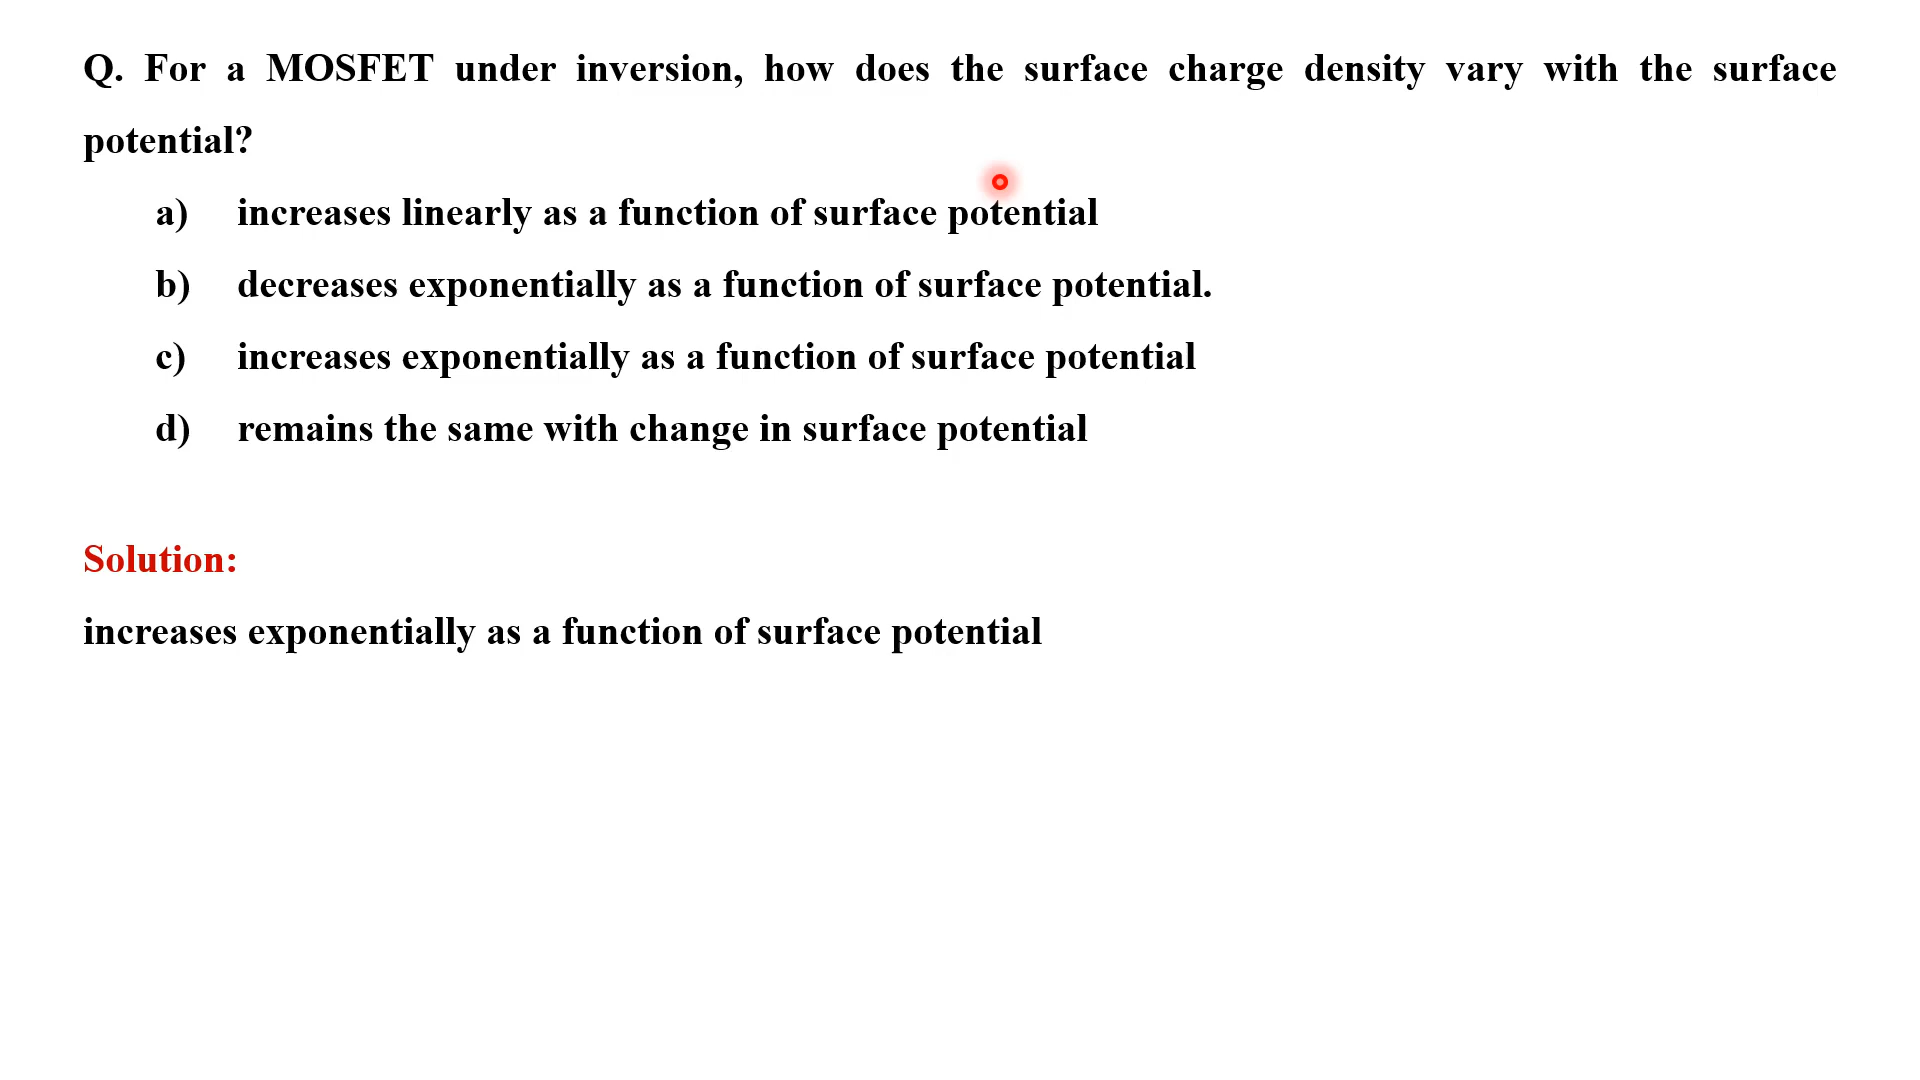 Q. For a MOSFET under inversion, how does the surface charge density vary with the surface
potential?
a) increases linearly as a function of surface potential
b) decreases exponentially as a function of surface potential.
c) increases exponentially as a function of surface potential
d) remains the same with change in surface potential
Solution:
increases exponentially as a function of surface potential